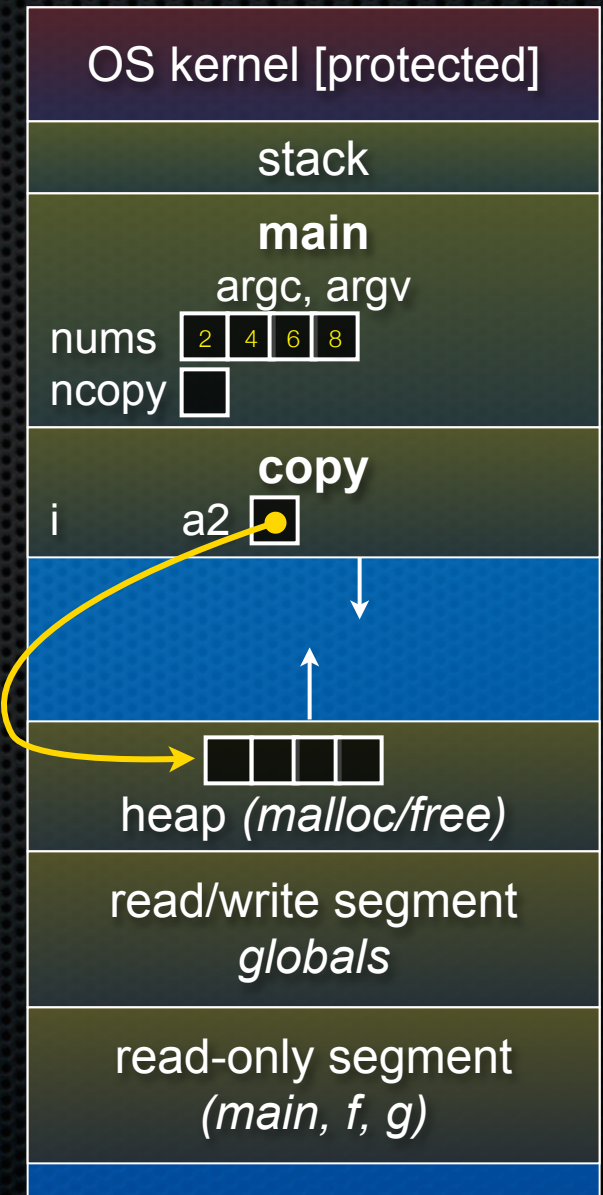 OS kernel [protected]
stack
main
argc, argv
nums 2 4 6 8
ncopy
copy
i a2
heap (malloc/free)
read/write segment
globals
read-only segment
(main, f, g)